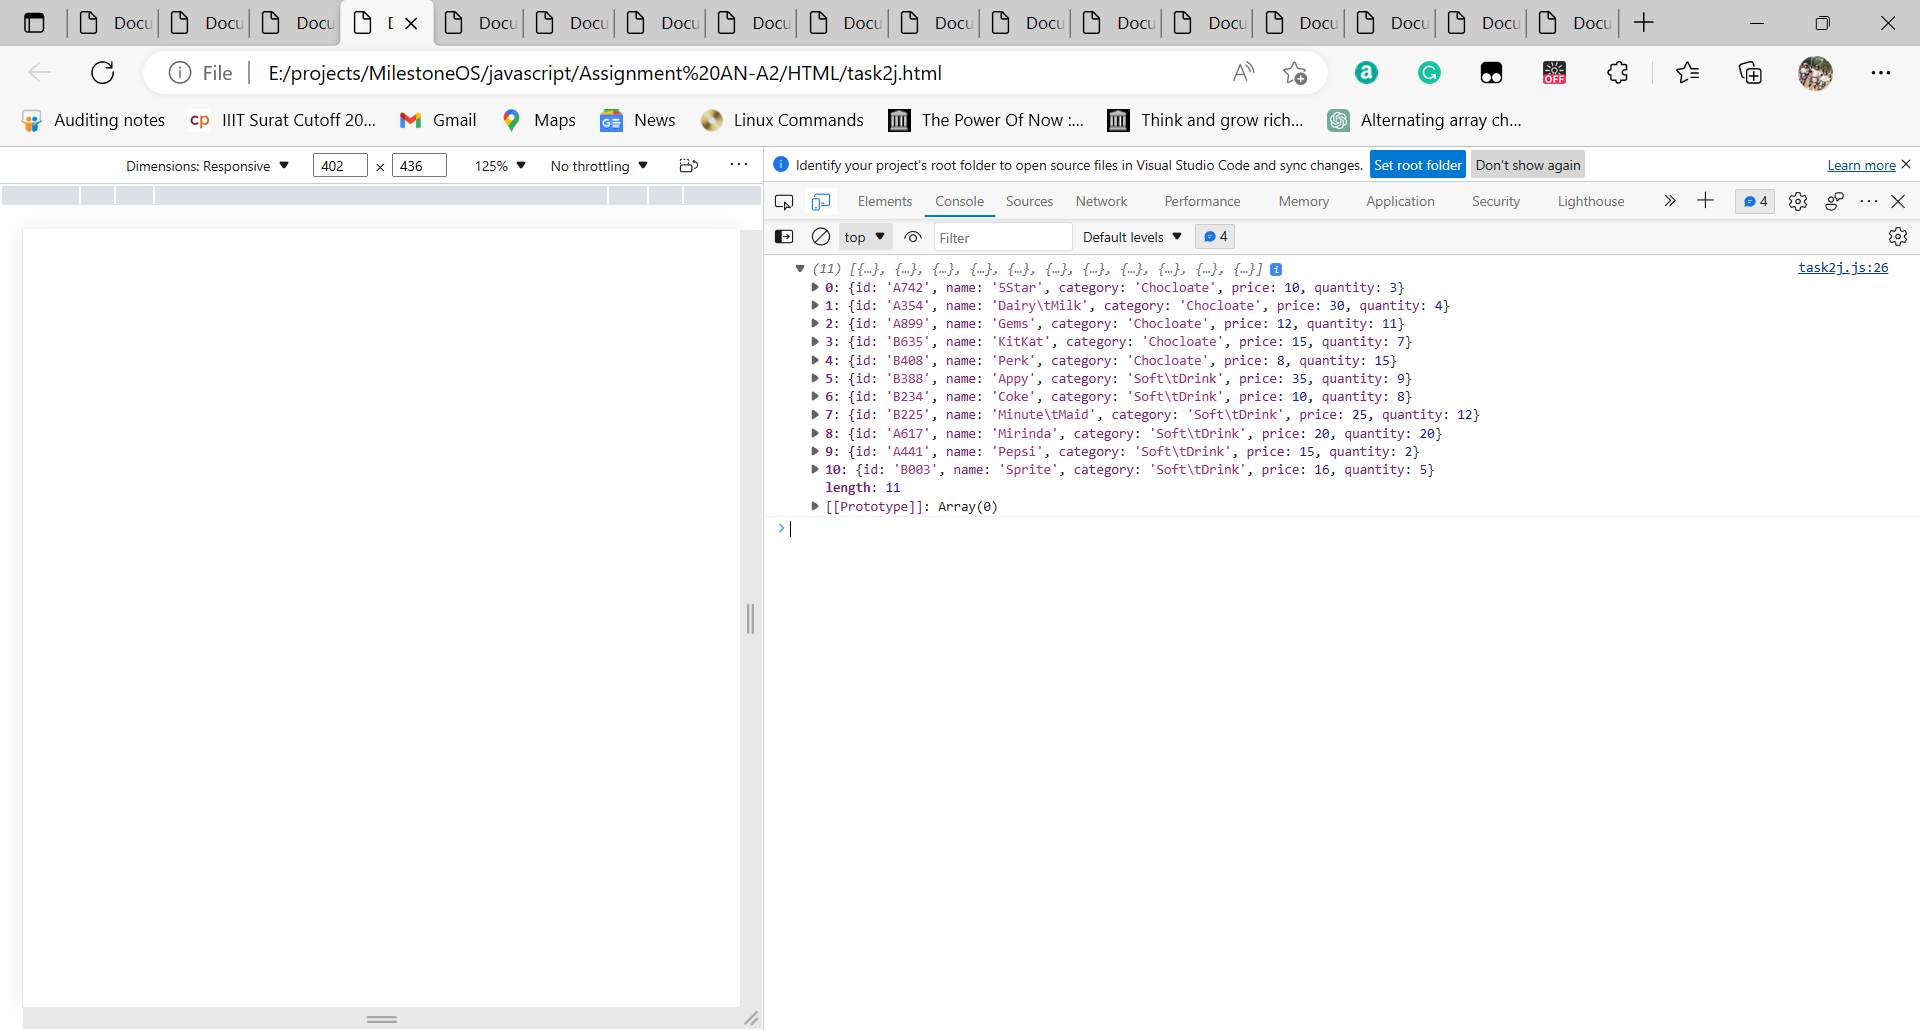 Docu Docu Docu D Docu Docu Docu Docu Docu Docu Docu Docu Docu Docu Docu Docu Docu
File E:/projects/MilestoneOS/javascript/Assignment%20AN-A2/HTML/task2j.html
Auditing notes IIIT Surat Cutoff 20... Gmail Maps News Linux Commands The Power Of Now :... Think and grow rich... Alternating array ch...
Dimensions: Responsive 402 × 436 125% No throttling
Identify your project's root folder to open source files in Visual Studio Code and sync changes. Set root folder Don't show again Learn more
Elements Console Sources Network Performance Memory Application Security Lighthouse 4
top Filter Default levels 4
(11) [{…}, {…}, {…}, {…}, {…}, {…}, {…}, {…}, {…}, {…}, {…}] task2j.js:26
0: {id: 'A742', name: '5Star', category: 'Chocloate', price: 10, quantity: 3}
1: {id: 'A354', name: 'Dairy\tMilk', category: 'Chocloate', price: 30, quantity: 4}
2: {id: 'A899', name: 'Gems', category: 'Chocloate', price: 12, quantity: 11}
3: {id: 'B635', name: 'KitKat', category: 'Chocloate', price: 15, quantity: 7}
4: {id: 'B408', name: 'Perk', category: 'Chocloate', price: 8, quantity: 15}
5: {id: 'B388', name: 'Appy', category: 'Soft\tDrink', price: 35, quantity: 9}
6: {id: 'B234', name: 'Coke', category: 'Soft\tDrink', price: 10, quantity: 8}
7: {id: 'B225', name: 'Minute\tMaid', category: 'Soft\tDrink', price: 25, quantity: 12}
8: {id: 'A617', name: 'Mirinda', category: 'Soft\tDrink', price: 20, quantity: 20}
9: {id: 'A441', name: 'Pepsi', category: 'Soft\tDrink', price: 15, quantity: 2}
10: {id: 'B003', name: 'Sprite', category: 'Soft\tDrink', price: 16, quantity: 5}
length: 11
[[Prototype]]: Array(0)